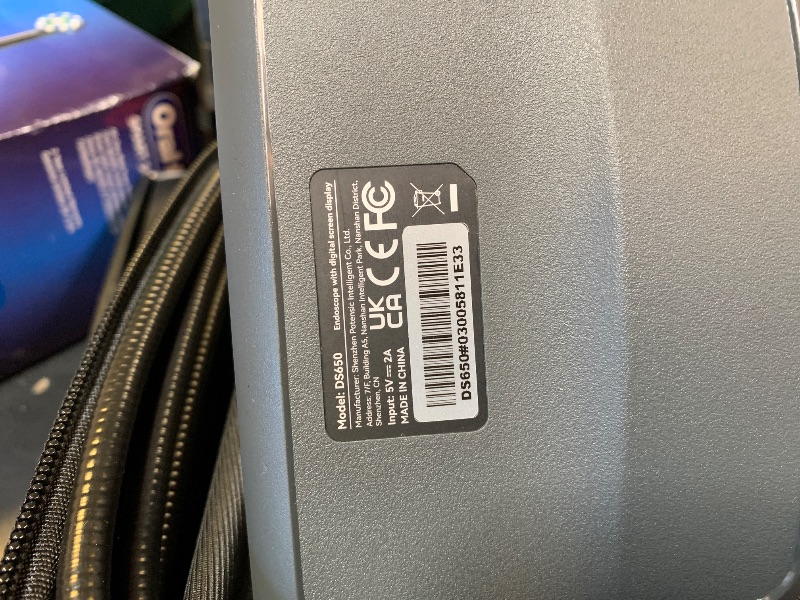 Model: DS650 Endoscope with digital screen display
Manufacturer: Shenzhen Potensic Intelligent Co., Ltd.
Address: 7/F, Building A5, Nanshan Intelligent Park, Nanshan District,
Shenzhen, CN
Input: 5V ⎓ 2A
MADE IN CHINA
UK
CA
CE
FC
DS650#03005811E33
Oral